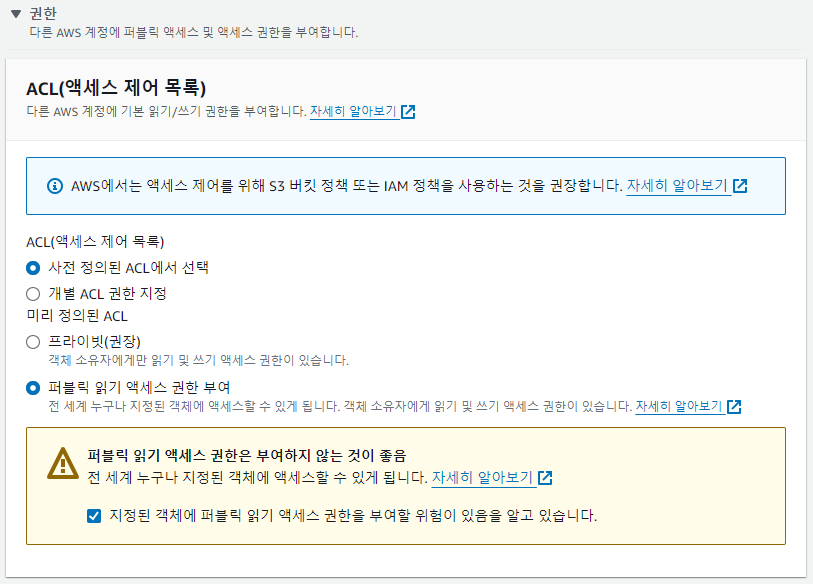 권한
다른 AWS 계정에 퍼블릭 액세스 및 액세스 권한을 부여합니다.
ACL(액세스 제어 목록)
다른 AWS 계정에 기본 읽기/쓰기 권한을 부여합니다. 자세히 알아보기
AWS에서는 액세스 제어를 위해 S3 버킷 정책 또는 IAM 정책을 사용하는 것을 권장합니다. 자세히 알아보기
ACL(액세스 제어 목록)
사전 정의된 ACL에서 선택
개별 ACL 권한 지정
미리 정의된 ACL
프라이빗(권장)
객체 소유자에게만 읽기 및 쓰기 액세스 권한이 있습니다.
퍼블릭 읽기 액세스 권한 부여
전 세계 누구나 지정된 객체에 액세스할 수 있게 됩니다. 객체 소유자에게 읽기 및 쓰기 액세스 권한이 있습니다. 자세히 알아보기
퍼블릭 읽기 액세스 권한은 부여하지 않는 것이 좋음
전 세계 누구나 지정된 객체에 액세스할 수 있게 됩니다. 자세히 알아보기
지정된 객체에 퍼블릭 읽기 액세스 권한을 부여할 위험이 있음을 알고 있습니다.